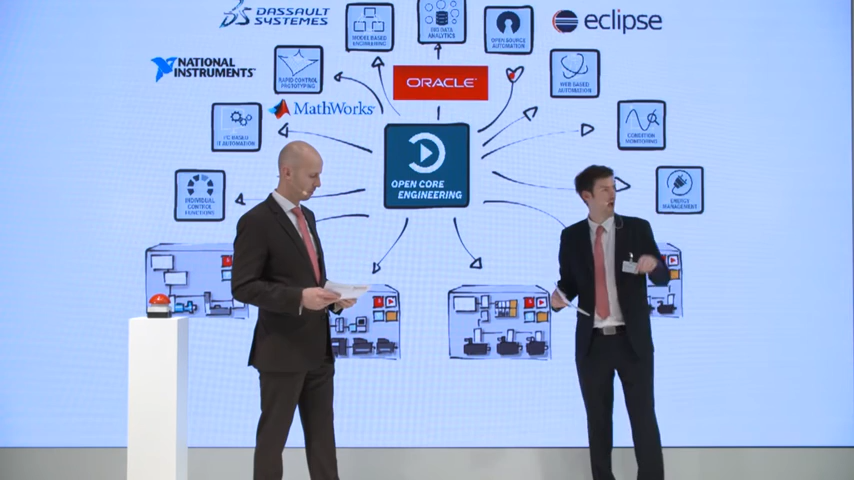 DASSAULT
SYSTEMES
MODEL BASED
ENGINEERING
BIG DATA
ANALYTICS
OPEN SOURCE
AUTOMATION
eclipse
NATIONAL
INSTRUMENTS
RAPID CONTROL
PROTOTYPING
ORACLE
WEB BASED
AUTOMATION
MathWorks
PC BASED
IT AUTOMATION
CONDITION
MONITORING
OPEN CORE
ENGINEERING
INDIVIDUAL
CONTROL
FUNCTIONS
ENERGY
MANAGEMENT